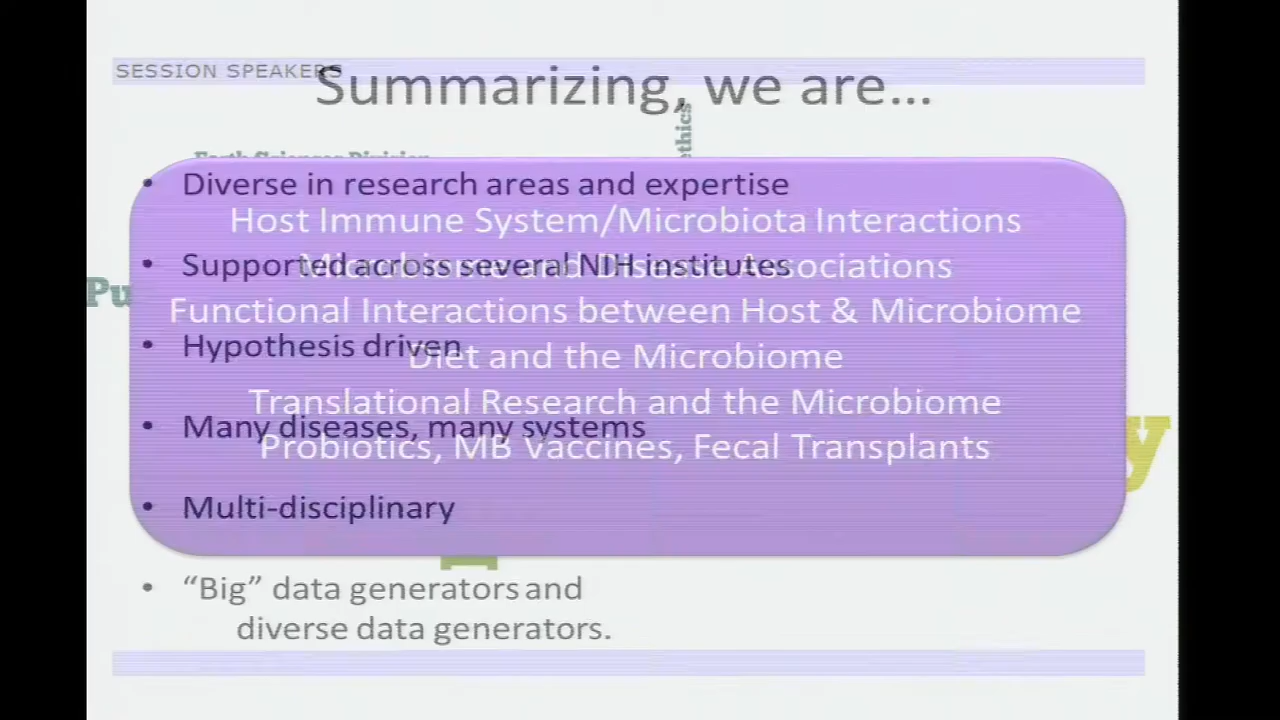 SESSION SPEAKERS
Summarizing, we are...
ethics
Earth Sciences Division
• Diverse in research areas and expertise
Host Immune System/Microbiota Interactions
• Supported across several NIH institutes
Microbiome and Disease Associations
Pu
Functional Interactions between Host & Microbiome
• Hypothesis driven
Diet and the Microbiome
Translational Research and the Microbiome
• Many diseases, many systems
y
Probiotics, MB Vaccines, Fecal Transplants
• Multi-disciplinary
• “Big” data generators and
diverse data generators.